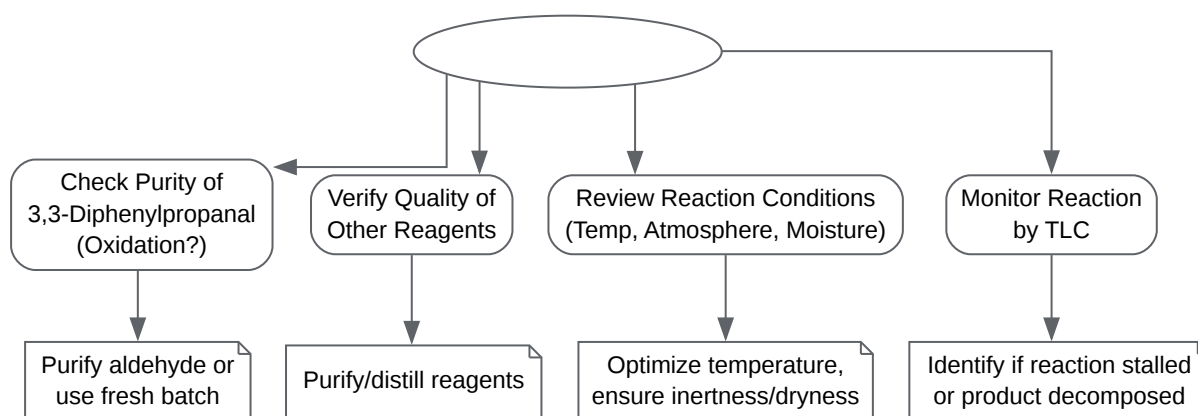 Check Purity of
3,3-Diphenylpropanal
(Oxidation?)
Verify Quality of
Other Reagents
Review Reaction Conditions
(Temp, Atmosphere, Moisture)
Monitor Reaction
by TLC
Purify aldehyde or
use fresh batch
Purify/distill reagents
Optimize temperature,
ensure inertness/dryness
Identify if reaction stalled
or product decomposed